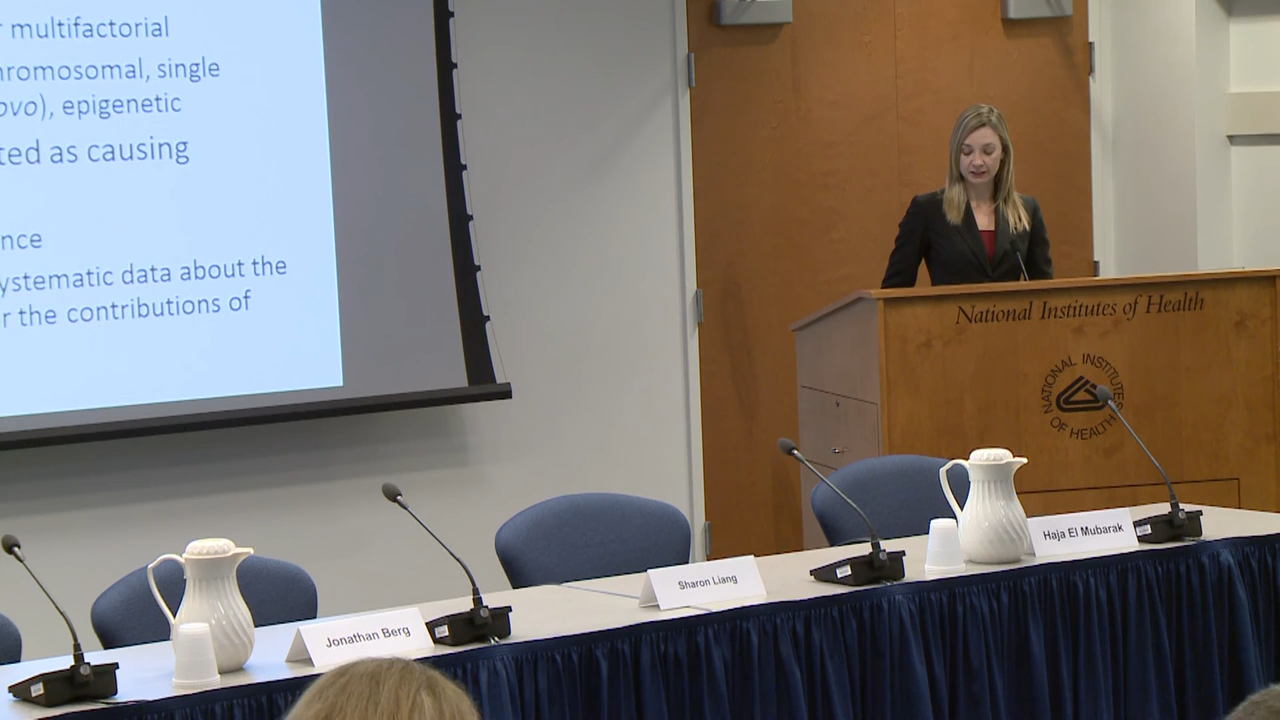 r multifactorial
hromosomal, single
ovo), epigenetic
ted as causing
nce
ystematic data about the
r the contributions of
National Institutes of Health
NATIONAL INSTITUTES
OF HEALTH
Haja El Mubarak
Sharon Liang
Jonathan Berg